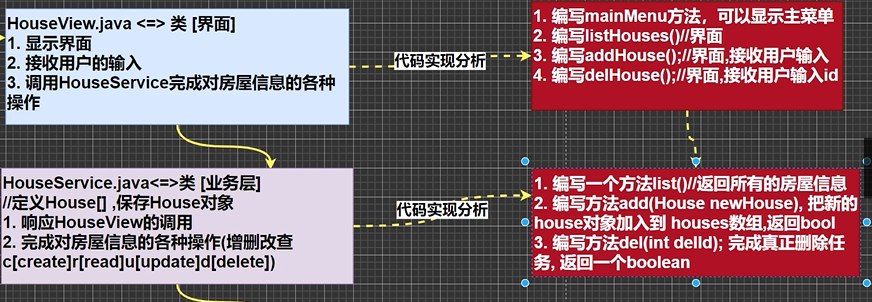 HouseView.java <=> 类 [界面]
1. 显示界面
2. 接收用户的输入
3. 调用HouseService完成对房屋信息的各种
操作
代码实现分析
1. 编写mainMenu方法，可以显示主菜单
2. 编写listHouses()//界面
3. 编写addHouse();//界面,接收用户输入
4. 编写delHouse();//界面,接收用户输入id
HouseService.java<=>类 [业务层]
//定义House[] ,保存House对象
1. 响应HouseView的调用
2. 完成对房屋信息的各种操作(增删改查
c[create]r[read]u[update]d[delete])
代码实现分析
1. 编写一个方法list()//返回所有的房屋信息
2. 编写方法add(House newHouse), 把新的
house对象加入到 houses数组,返回bool
3. 编写方法del(int delId); 完成真正删除任
务, 返回一个boolean